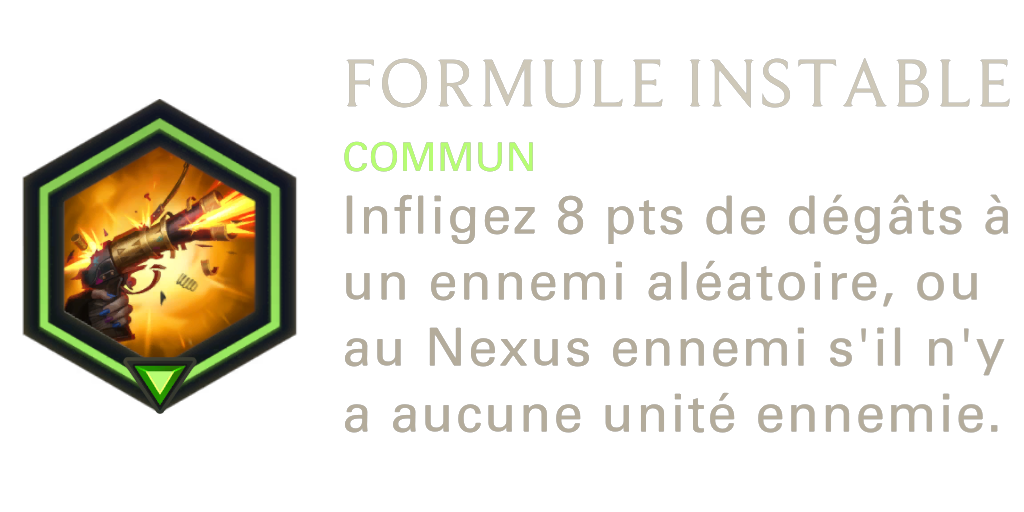 FORMULE INSTABLE
COMMUN
Infligez 8 pts de dégâts à
un ennemi aléatoire, ou
au Nexus ennemi s'il n'y
a aucune unité ennemie.